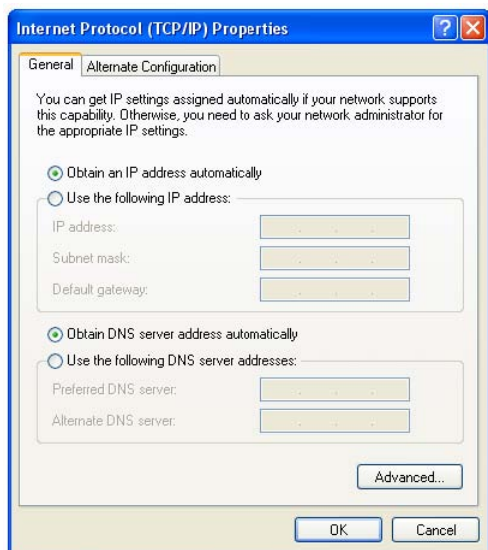 Internet Protocol (TCP/IP) Properties
General
Alternate Configuration
You can get IP settings assigned automatically if your network supports
this capability. Otherwise, you need to ask your network administrator for
the appropriate IP settings.
Obtain an IP address automatically
Use the following IP address:
IP address:
Subnet mask:
Default gateway:
Obtain DNS server address automatically
Use the following DNS server addresses:
Preferred DNS server:
Alternate DNS server:
Advanced...
OK
Cancel